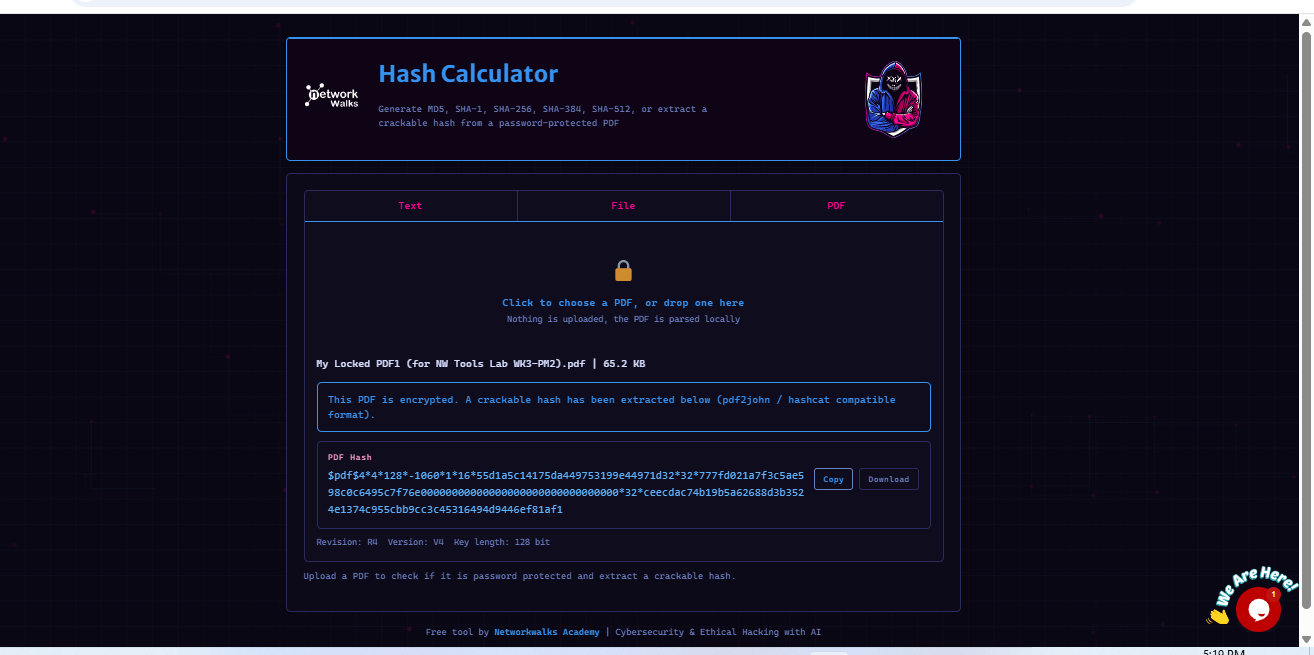 Hash Calculator
network
Walks
Generate MD5, SHA-1, SHA-256, SHA-384, SHA-512, or extract a
crackable hash from a password-protected PDF
Text
File
PDF
Click to choose a PDF, or drop one here
Nothing is uploaded, the PDF is parsed locally
My Locked PDF1 (for NW Tools Lab WK3-PM2).pdf | 65.2 KB
This PDF is encrypted. A crackable hash has been extracted below (pdf2john / hashcat compatible
format).
PDF Hash
$pdf$4*4*128*-1060*1*16*55d1a5c14175da449753199e44971d32*32*777fd021a7f3c5ae5
98c0c6495c7f76e00000000000000000000000000000000*32*ceecdac74b19b5a62688d3b352
4e1374c955cbb9cc3c45316494d9446ef81af1
Copy
Download
Revision: R4 Version: V4 Key length: 128 bit
Upload a PDF to check if it is password protected and extract a crackable hash.
We Are Here!
1
Free tool by Networkwalks Academy | Cybersecurity & Ethical Hacking with AI
5:19 PM